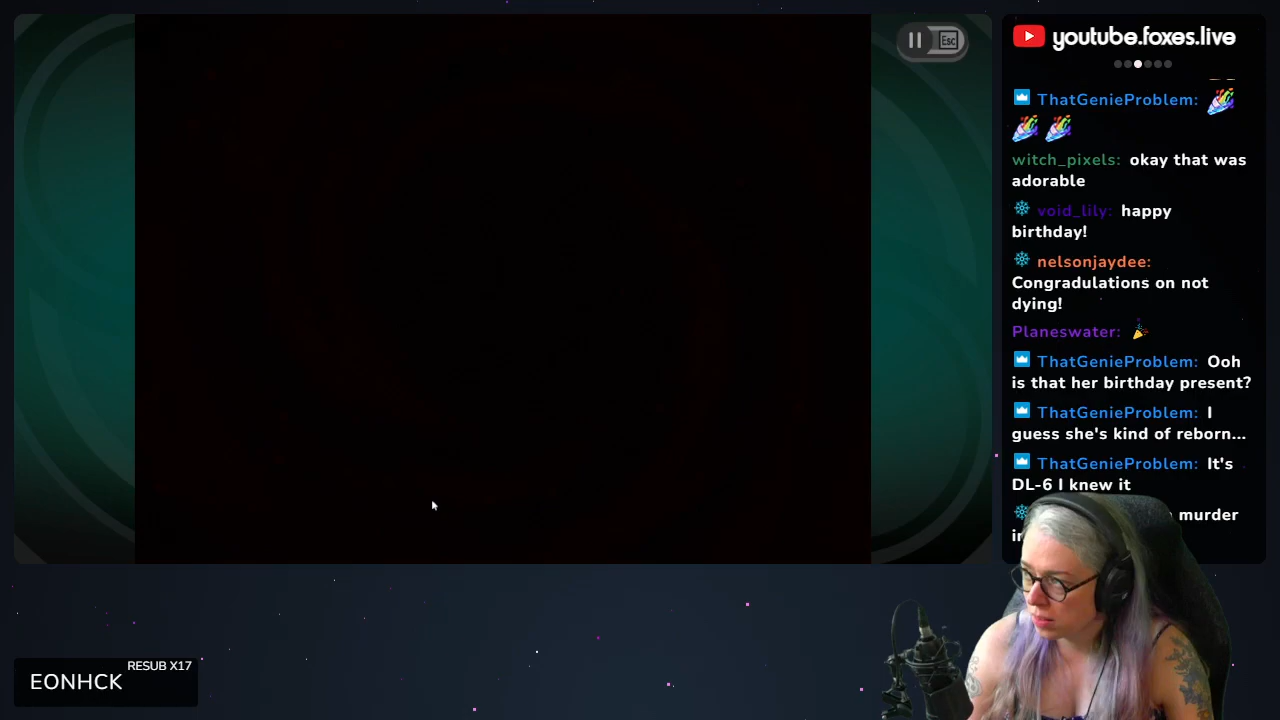 Esc
youtube.foxes.live
ThatGenieProblem:
witch_pixels: okay that was
adorable
void_lily: happy
birthday!
nelsonjaydee:
Congradulations on not
dying!
Planeswater:
ThatGenieProblem: Ooh
is that her birthday present?
ThatGenieProblem: I
guess she's kind of reborn...
ThatGenieProblem: It's
DL-6 I knew it
murder
RESUB X17
EONHCK